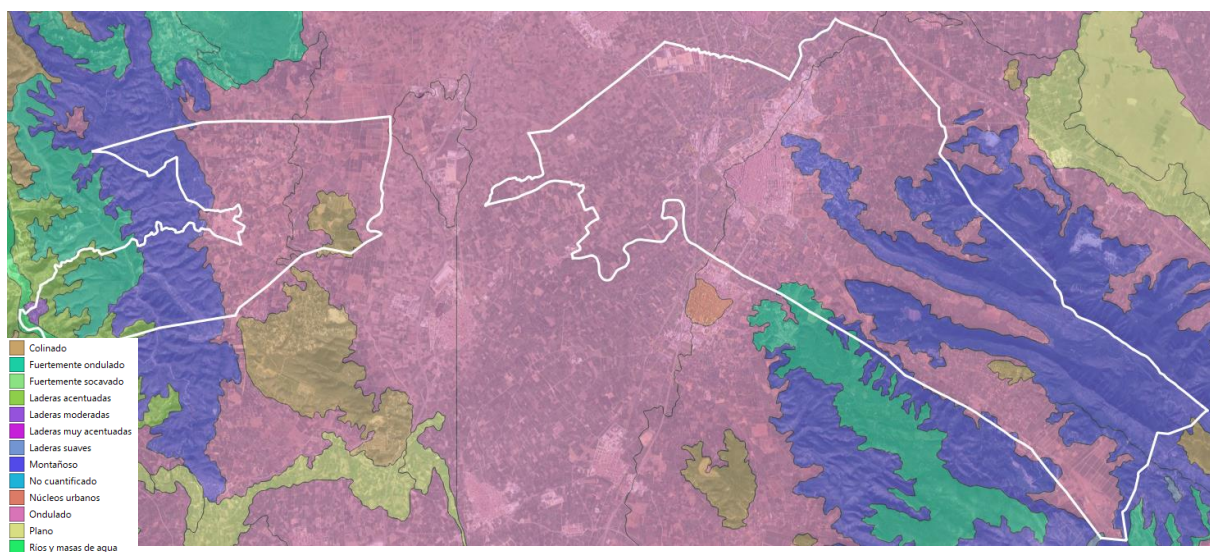 Colinado
Fuertemente ondulado
Fuertemente socavado
Laderas acentuadas
Laderas moderadas
Laderas muy acentuadas
Laderas suaves
Montañoso
No cuantificado
Núcleos urbanos
Ondulado
Plano
Ríos y masas de agua